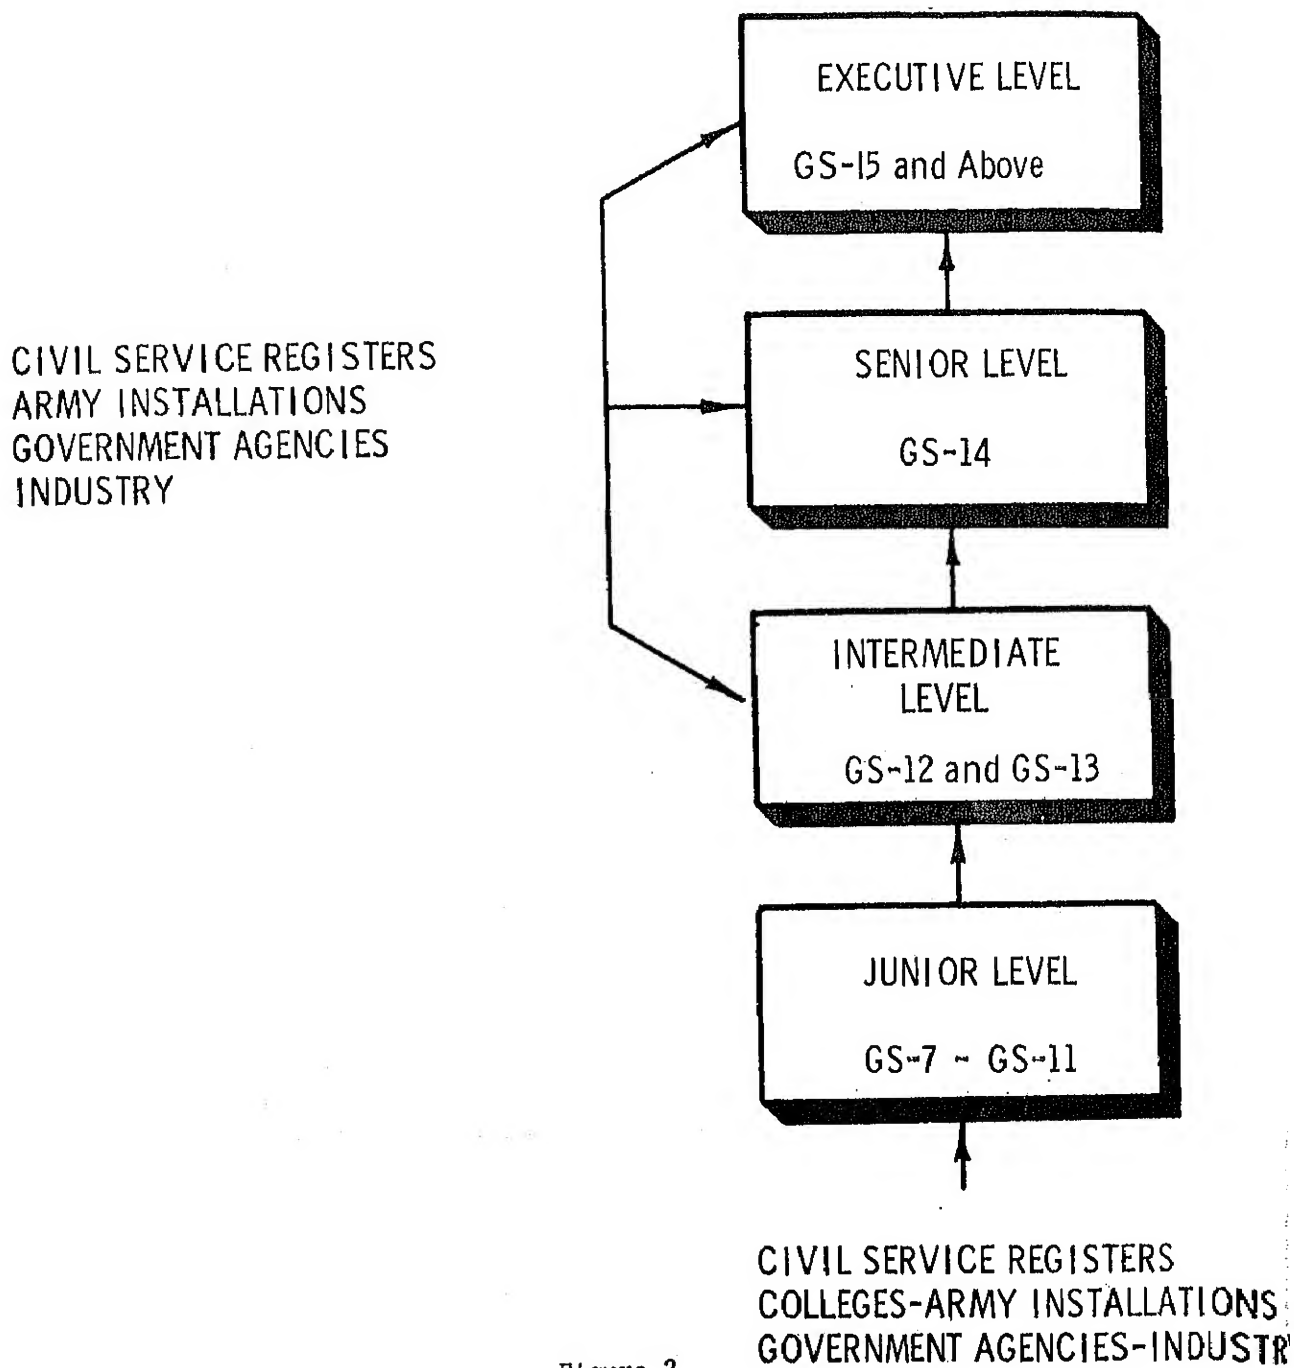 EXECUTIVE LEVEL
GS-15 and Above
CIVIL SERVICE REGISTERS
ARMY INSTALLATIONS
GOVERNMENT AGENCIES
INDUSTRY
SENIOR LEVEL
GS-14
INTERMEDIATE
LEVEL
GS-12 and GS-13
JUNIOR LEVEL
GS-7 - GS-11
CIVIL SERVICE REGISTERS
COLLEGES-ARMY INSTALLATIONS
GOVERNMENT AGENCIES-INDUSTR